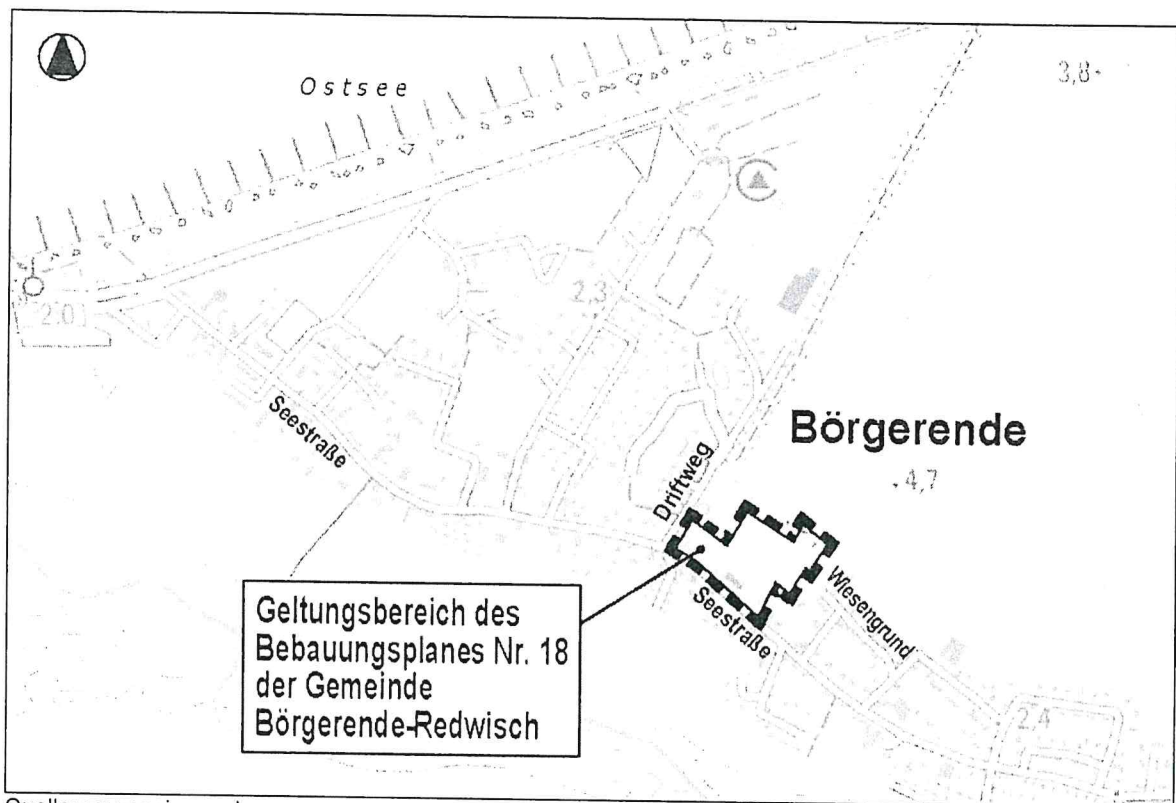 Ostsee
3,8
2.0
2,3
Seestraße
Driftweg
Börgerende
4,7
Geltungsbereich des
Bebauungsplanes Nr. 18
der Gemeinde
Börgerende-Redwisch
Seestraße
Wiesengrund
2.4